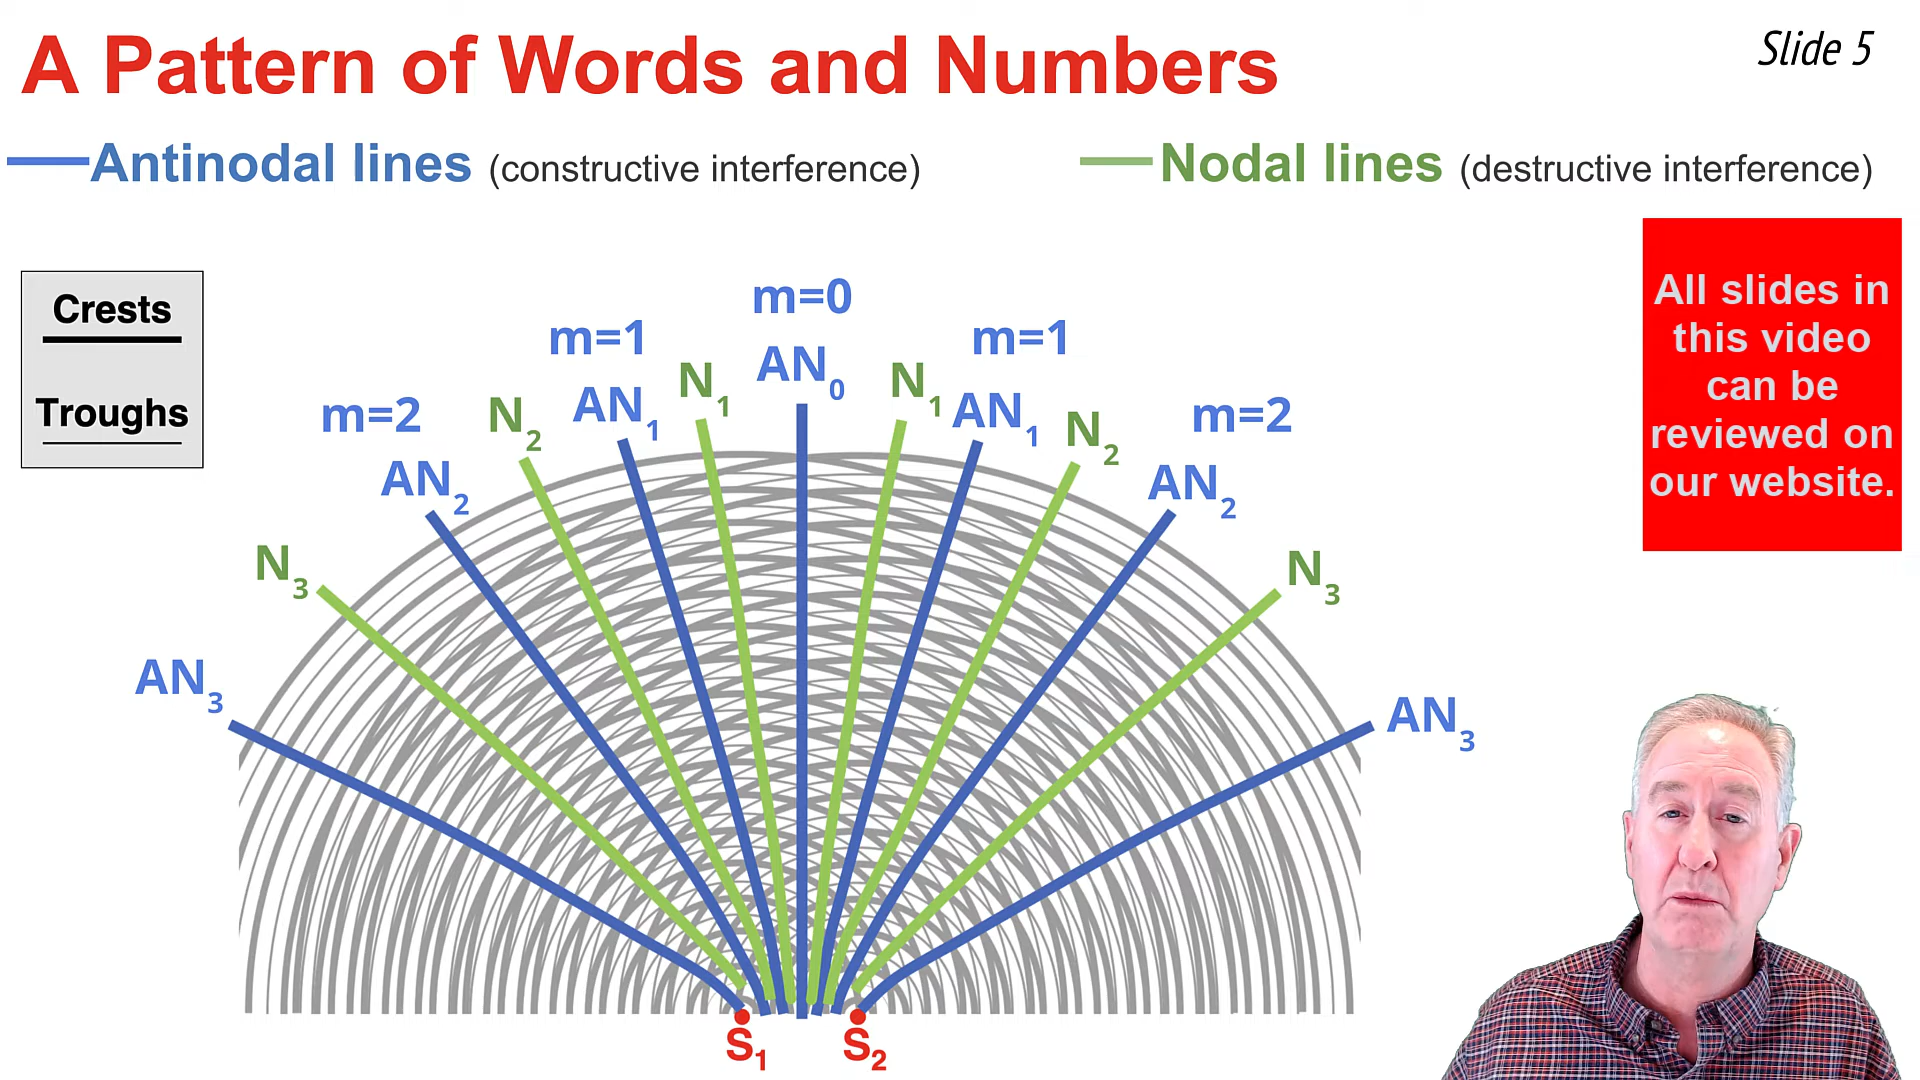 A Pattern of Words and Numbers
Slide 5
Antinodal lines (constructive interference)
Nodal lines (destructive interference)
Crests
Troughs
All slides in
this video
can be
reviewed on
our website.
m=0
m=1
m=1
AN₀
N₁
N₁
m=2
N₂
AN₁
AN₁
N₂
m=2
AN₂
AN₂
N₃
N₃
AN₃
AN₃
S₁
S₂